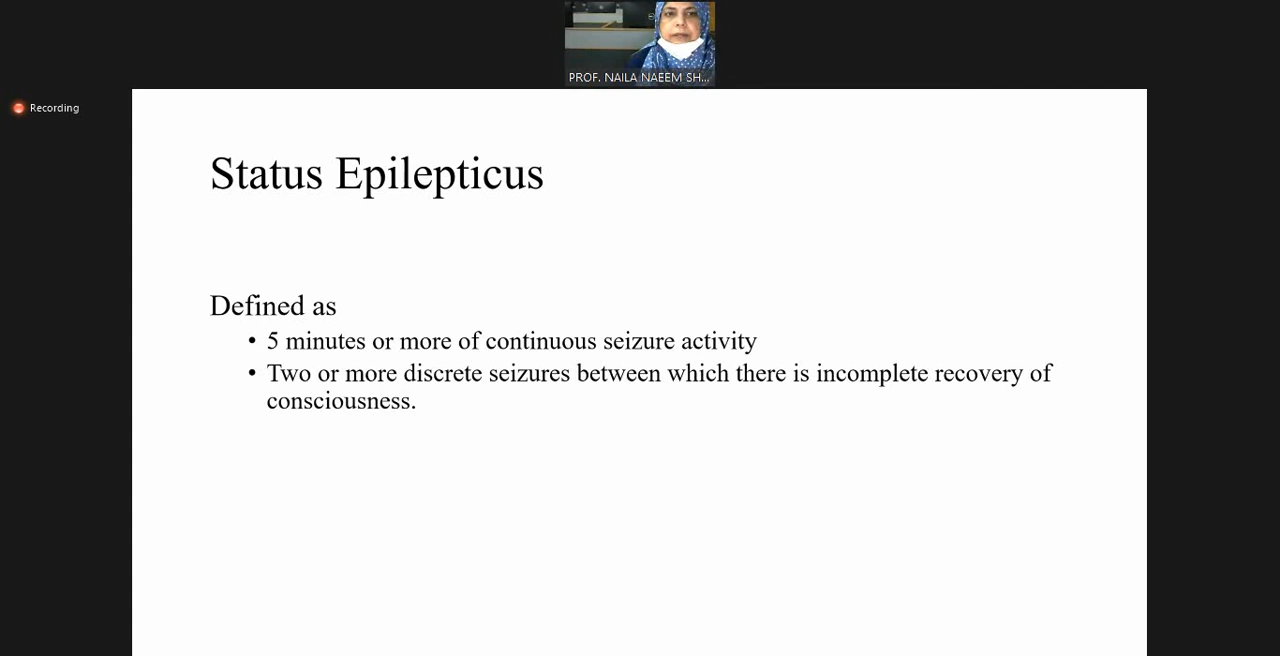 PROF. NAILA NAEEM SH...
Recording
Status Epilepticus
Defined as
• 5 minutes or more of continuous seizure activity
• Two or more discrete seizures between which there is incomplete recovery of
consciousness.